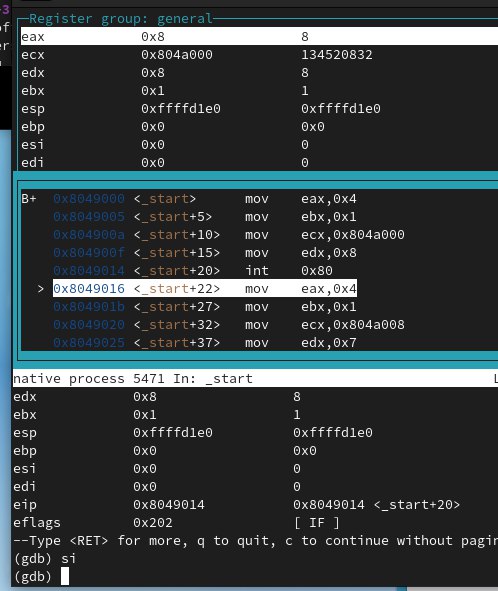 Register group: general
eax 0x8 8
ecx 0x804a000 134520832
edx 0x8 8
ebx 0x1 1
esp 0xffffd1e0 0xffffd1e0
ebp 0x0 0x0
esi 0x0 0
edi 0x0 0
B+ 0x8049000 <_start> mov eax,0x4
0x8049005 <_start+5> mov ebx,0x1
0x804900a <_start+10> mov ecx,0x804a000
0x804900f <_start+15> mov edx,0x8
0x8049014 <_start+20> int 0x80
> 0x8049016 <_start+22> mov eax,0x4
0x804901b <_start+27> mov ebx,0x1
0x8049020 <_start+32> mov ecx,0x804a008
0x8049025 <_start+37> mov edx,0x7
native process 5471 In: _start L
edx 0x8 8
ebx 0x1 1
esp 0xffffd1e0 0xffffd1e0
ebp 0x0 0x0
esi 0x0 0
edi 0x0 0
eip 0x8049014 0x8049014 <_start+20>
eflags 0x202 [ IF ]
--Type <RET> for more, q to quit, c to continue without pagin
(gdb) si
(gdb)